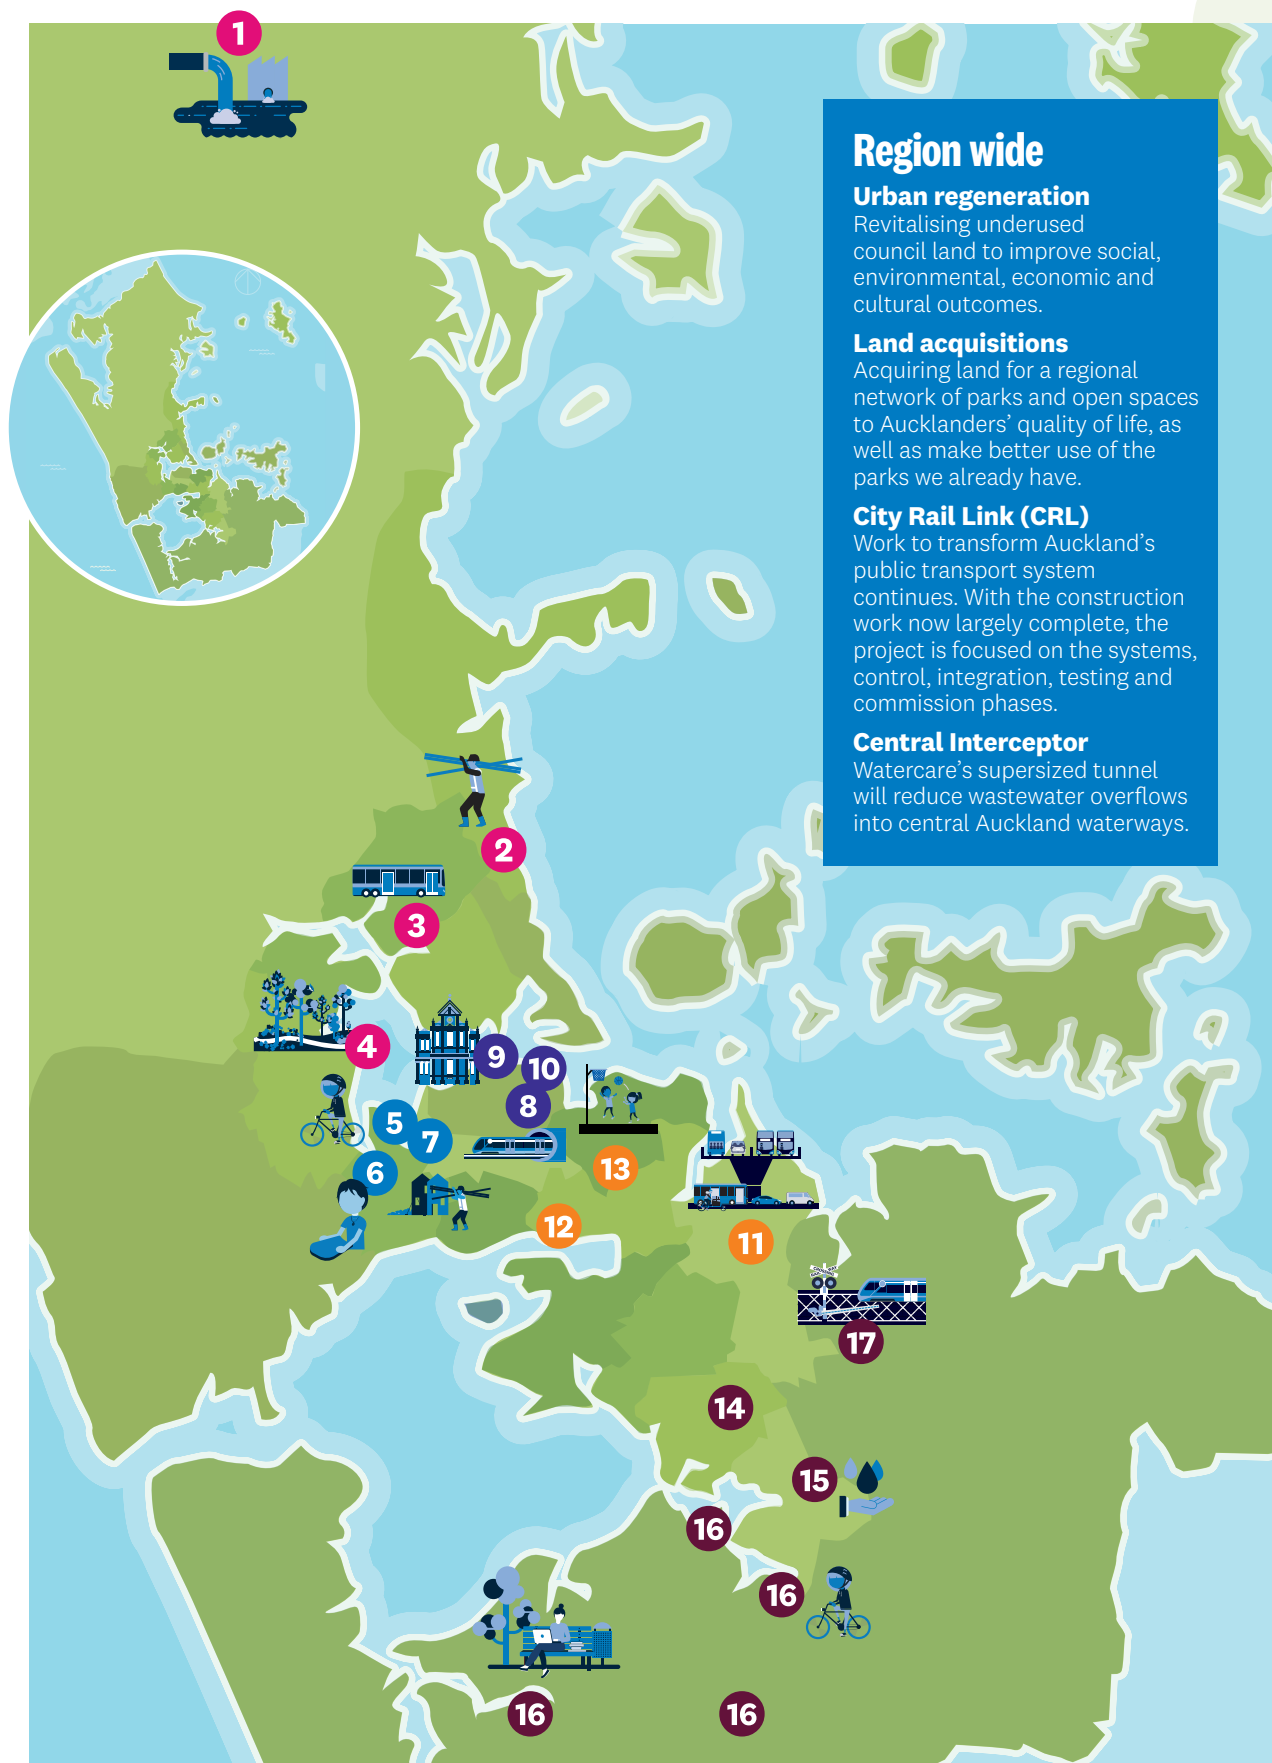 1
Region wide
Urban regeneration
Revitalising underused
council land to improve social,
environmental, economic and
cultural outcomes.
Land acquisitions
Acquiring land for a regional
network of parks and open spaces
to Aucklanders’ quality of life, as
well as make better use of the
parks we already have.
City Rail Link (CRL)
Work to transform Auckland’s
public transport system
continues. With the construction
work now largely complete, the
project is focused on the systems,
control, integration, testing and
commission phases.
Central Interceptor
Watercare’s supersized tunnel
will reduce wastewater overflows
into central Auckland waterways.
2
3
4
9
10
8
5
7
6
13
12
11
17
14
15
16
16
16
16